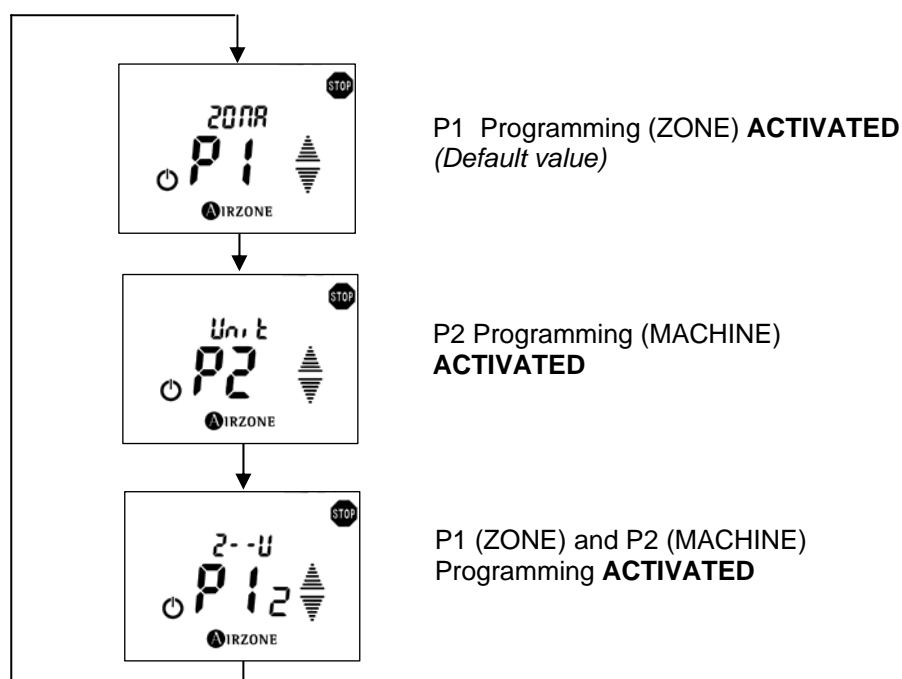 STOP
ZONA
P1
AIRZONE
P1 Programming (ZONE) ACTIVATED
(Default value)
STOP
Unit
P2
AIRZONE
P2 Programming (MACHINE)
ACTIVATED
STOP
Z--U
P1 2
AIRZONE
P1 (ZONE) and P2 (MACHINE)
Programming ACTIVATED